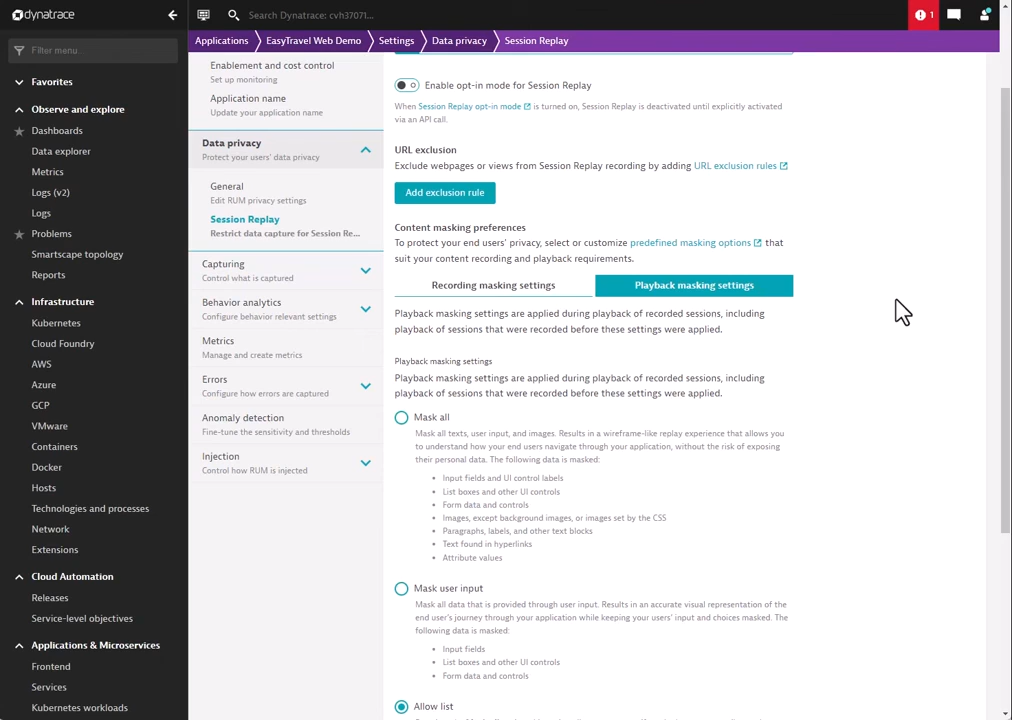 dynatrace
Search Dynatrace: cvh37071...
1
Filter menu...
Applications
EasyTravel Web Demo
Settings
Data privacy
Session Replay
Favorites
Observe and explore
Dashboards
Data explorer
Metrics
Logs (v2)
Logs
Problems
Smartscape topology
Reports
Infrastructure
Kubernetes
Cloud Foundry
AWS
Azure
GCP
VMware
Containers
Docker
Hosts
Technologies and processes
Network
Extensions
Cloud Automation
Releases
Service-level objectives
Applications & Microservices
Frontend
Services
Kubernetes workloads
Enablement and cost control
Set up monitoring
Application name
Update your application name
Data privacy
Protect your users' data privacy
General
Edit RUM privacy settings
Session Replay
Restrict data capture for Session Re...
Capturing
Control what is captured
Behavior analytics
Configure behavior relevant settings
Metrics
Manage and create metrics
Errors
Configure how errors are captured
Anomaly detection
Fine-tune the sensitivity and thresholds
Injection
Control how RUM is injected
Enable opt-in mode for Session Replay
When Session Replay opt-in mode is turned on, Session Replay is deactivated until explicitly activated
via an API call.
URL exclusion
Exclude webpages or views from Session Replay recording by adding URL exclusion rules
Add exclusion rule
Content masking preferences
To protect your end users' privacy, select or customize predefined masking options that
suit your content recording and playback requirements.
Recording masking settings
Playback masking settings
Playback masking settings are applied during playback of recorded sessions, including
playback of sessions that were recorded before these settings were applied.
Playback masking settings
Playback masking settings are applied during playback of recorded sessions, including
playback of sessions that were recorded before these settings were applied.
Mask all
Mask all texts, user input, and images. Results in a wireframe-like replay experience that allows you
to understand how your end users navigate through your application, without the risk of exposing
their personal data. The following data is masked:
• Input fields and UI control labels
• List boxes and other UI controls
• Form data and controls
• Images, except background images, or images set by the CSS
• Paragraphs, labels, and other text blocks
• Text found in hyperlinks
• Attribute values
Mask user input
Mask all data that is provided through user input. Results in an accurate visual representation of the
end user's journey through your application while keeping your users' input and choices masked. The
following data is masked:
• Input fields
• List boxes and other UI controls
• Form data and controls
Allow list